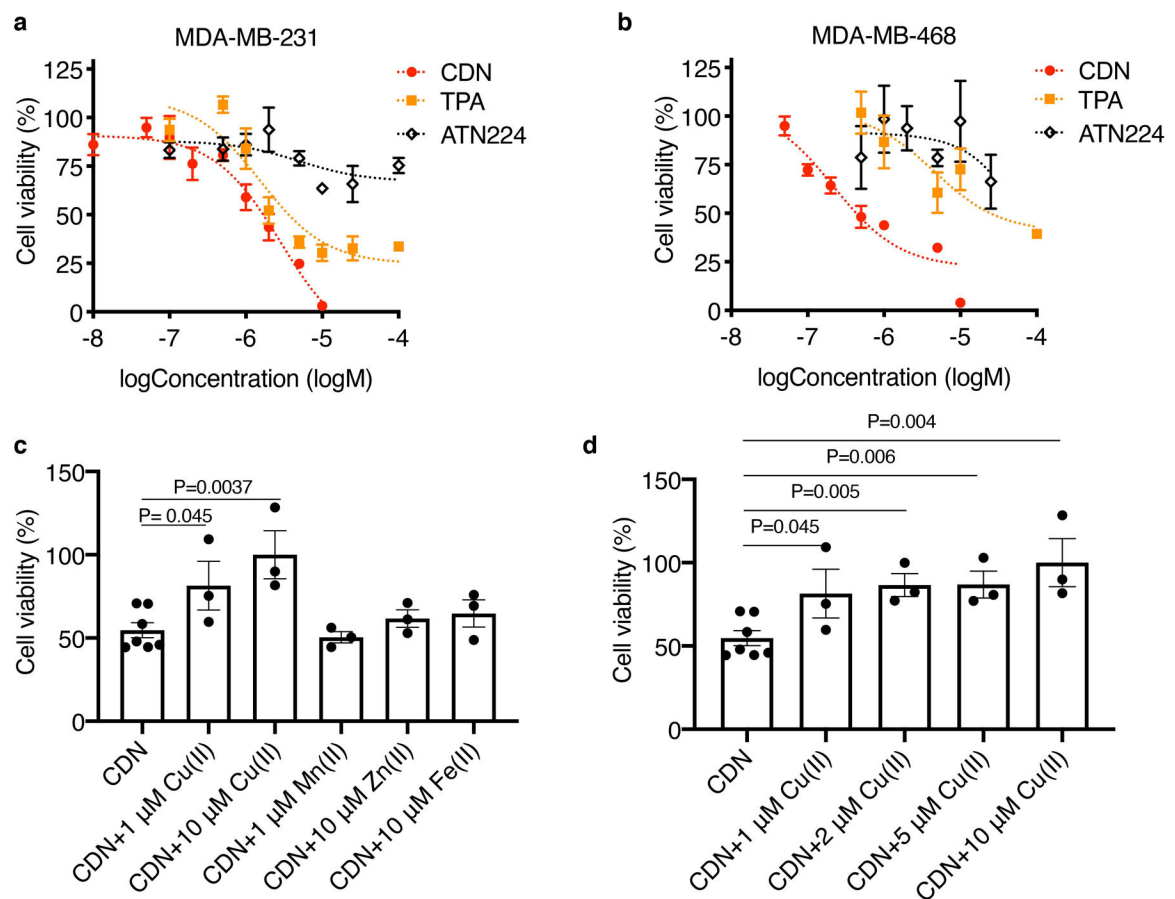 a
MDA-MB-231
Cell viability (%)
125
100
75
50
25
0
-8
-7
-6
-5
-4
logConcentration (logM)
CDN
TPA
ATN224
b
MDA-MB-468
Cell viability (%)
125
100
75
50
25
0
-8
-7
-6
-5
-4
logConcentration (logM)
CDN
TPA
ATN224
c
Cell viability (%)
150
100
50
0
P=0.0037
P= 0.045
CDN
CDN+1 µM Cu(II)
CDN+10 µM Cu(II)
CDN+1 µM Mn(II)
CDN+10 µM Zn(II)
CDN+10 µM Fe(II)
d
Cell viability (%)
150
100
50
0
P=0.004
P=0.006
P=0.005
P=0.045
CDN
CDN+1 µM Cu(II)
CDN+2 µM Cu(II)
CDN+5 µM Cu(II)
CDN+10 µM Cu(II)